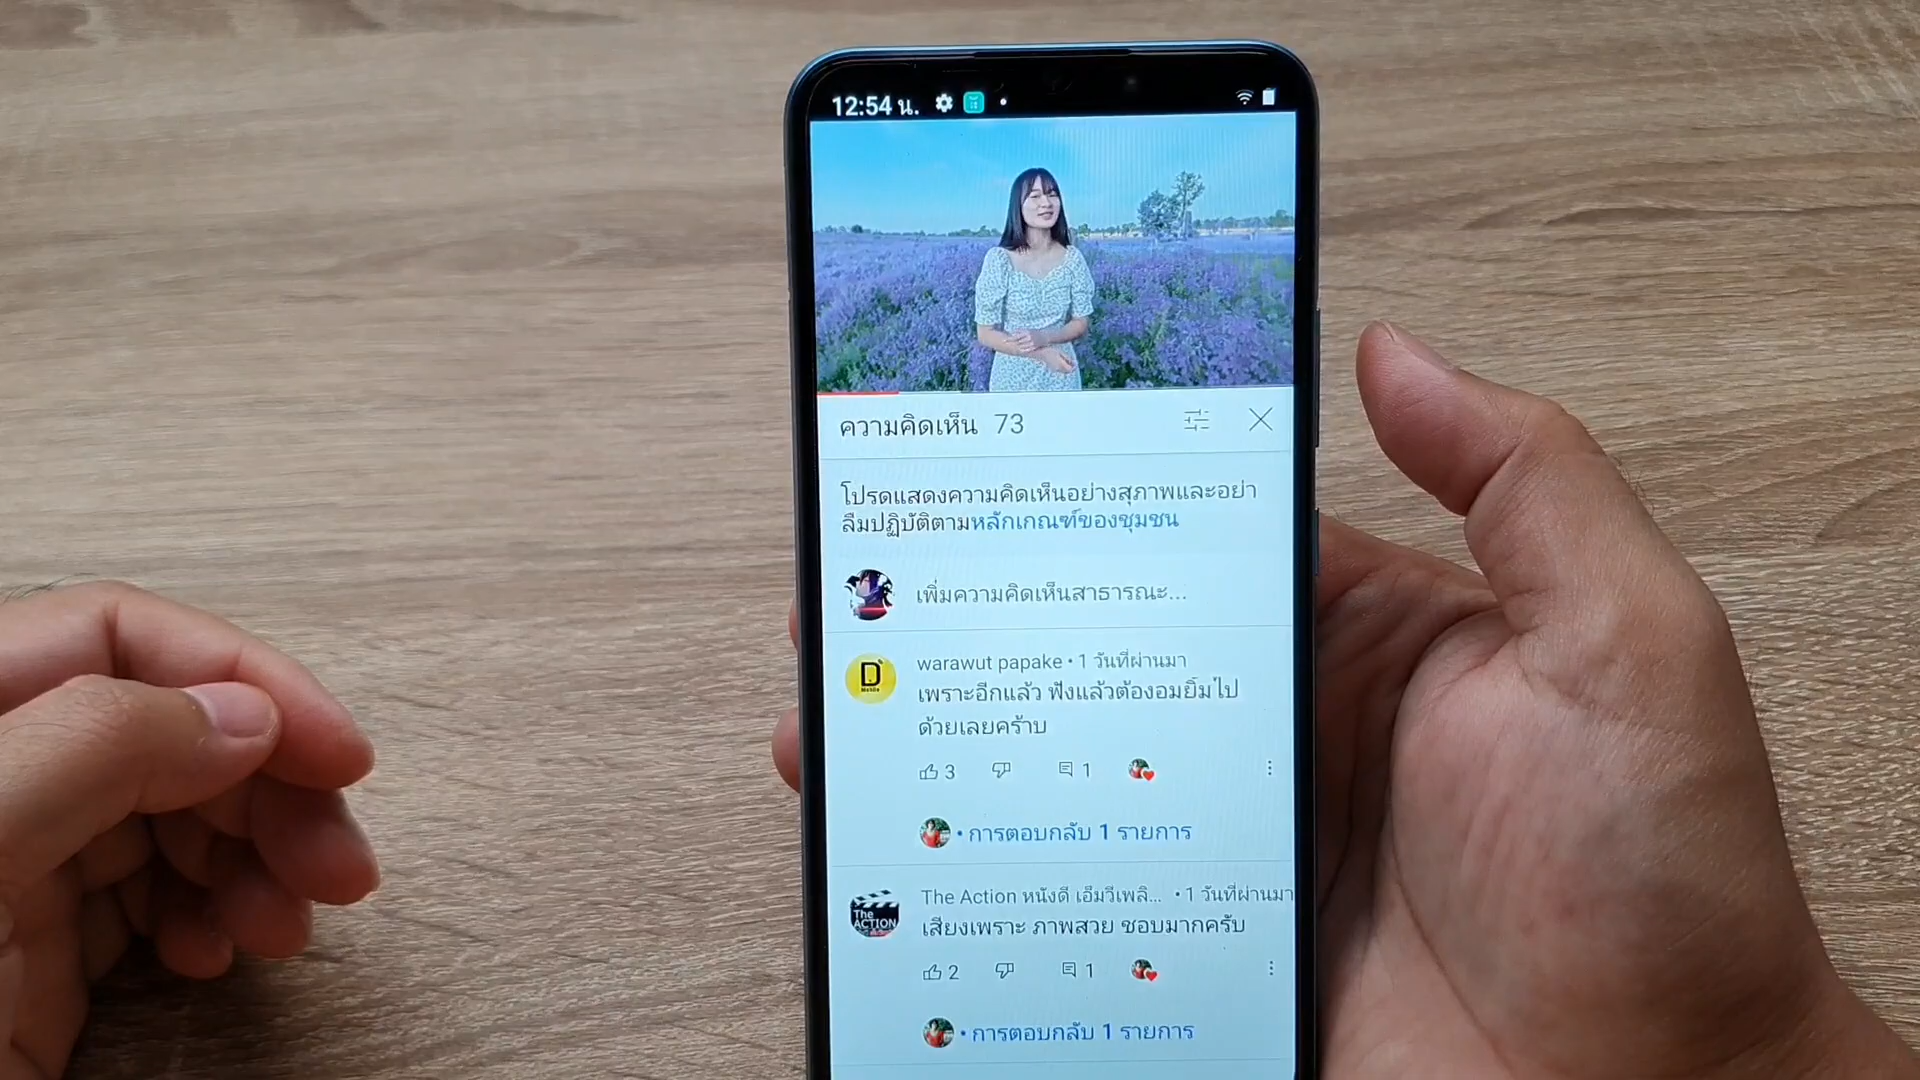 12:54 น.
ความคิดเห็น 73
โปรดแสดงความคิดเห็นอย่างสุภาพและอย่า
ลืมปฏิบัติตามหลักเกณฑ์ของชุมชน
เพิ่มความคิดเห็นสาธารณะ...
D
Mobile
warawut papake • 1 วันที่ผ่านมา
เพราะอีกแล้ว ฟังแล้วต้องอมยิ้มไป
ด้วยเลยคร้าบ
3 1
• การตอบกลับ 1 รายการ
The
ACTION
The Action หนังดี เอ็มวีเพลิ... • 1 วันที่ผ่านมา
เสียงเพราะ ภาพสวย ชอบมากครับ
2 1
• การตอบกลับ 1 รายการ